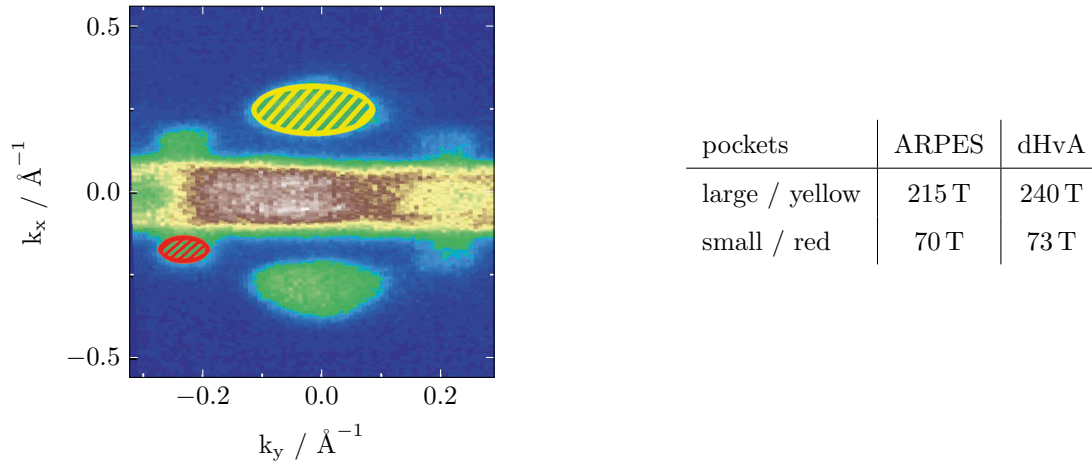 0.5
0.0
−0.5
k_x / Å⁻¹
−0.2 0.0 0.2
k_y / Å⁻¹
pockets ARPES dHvA
large / yellow 215 T 240 T
small / red 70 T 73 T